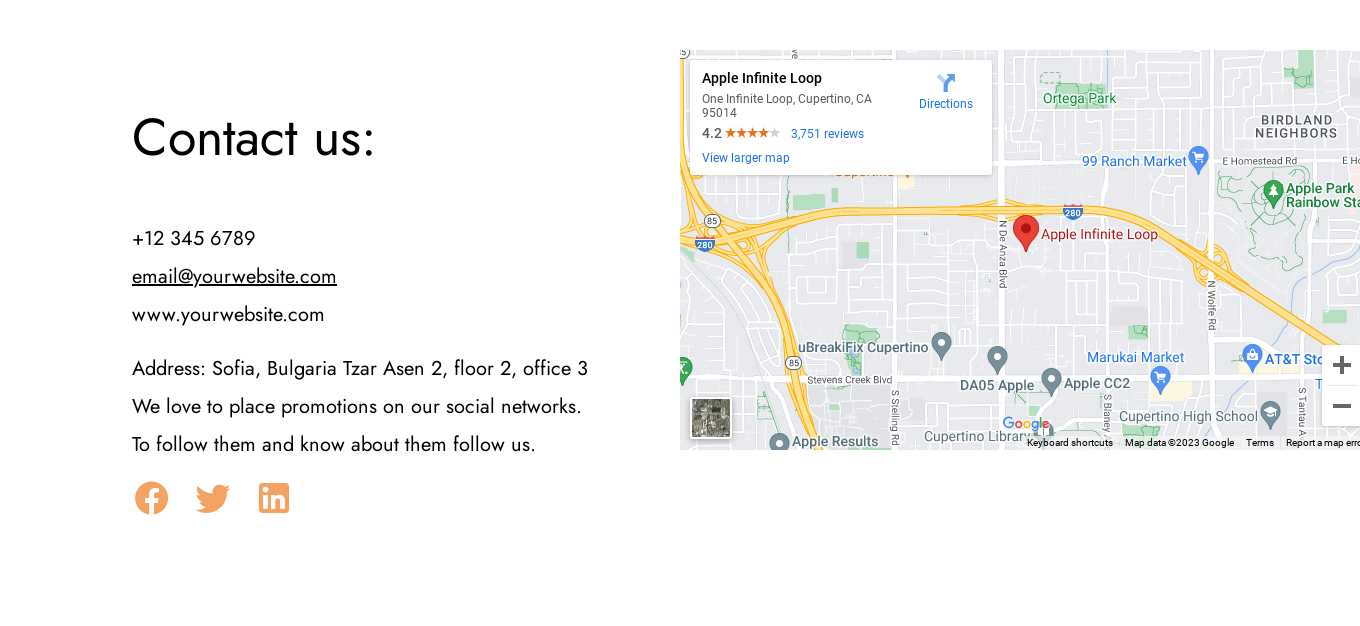 Contact us:
+12 345 6789
email@yourwebsite.com
www.yourwebsite.com
Address: Sofia, Bulgaria Tzar Asen 2, floor 2, office 3
We love to place promotions on our social networks.
To follow them and know about them follow us.
Apple Infinite Loop
One Infinite Loop, Cupertino, CA
95014
4.2
3,751 reviews
View larger map
Directions
Ortega Park
BIRDLAND
NEIGHBORS
99 Ranch Market
E Homestead Rd
Apple Park
Rainbow
85
280
280
N De Anza Blvd
Apple Infinite Loop
N Wolfe Rd
uBreakiFix Cupertino
Marukai Market
AT&T
85
Stevens Creek Blvd
DA05 Apple
Apple CC2
S Stelling Rd
S Blaney
S Tantau A
Cupertino High School
Apple Results
Cupertino Library
Google
Keyboard shortcuts
Map data ©2023 Google
Terms
Report a map